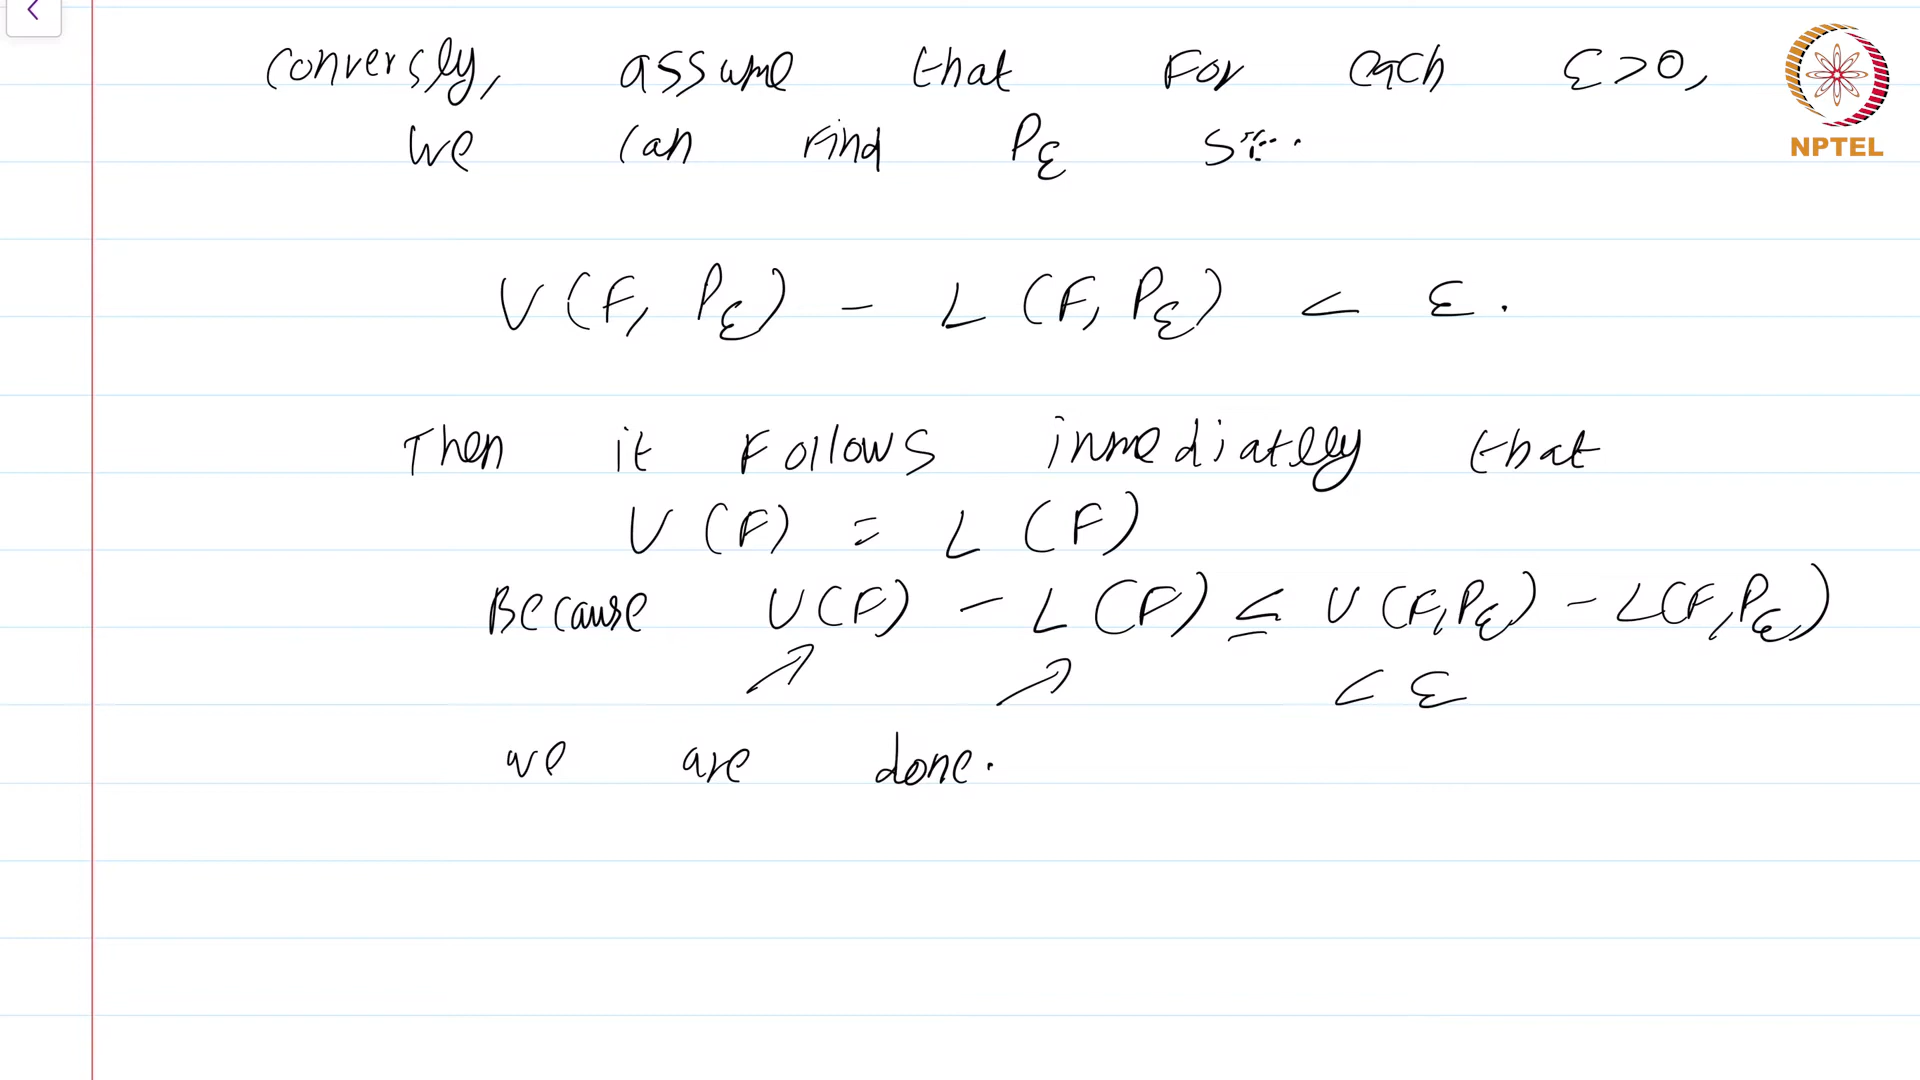 conversly, assume that for each ε>0,
NPTEL
we can find P_ε
U(F, P_ε) - L(F, P_ε) < ε.
Then it follows immediatly that
U(F) = L(F)
Because U(F) - L(F) ≤ U(F,P_ε) - L(F,P_ε)
< ε
we are done.